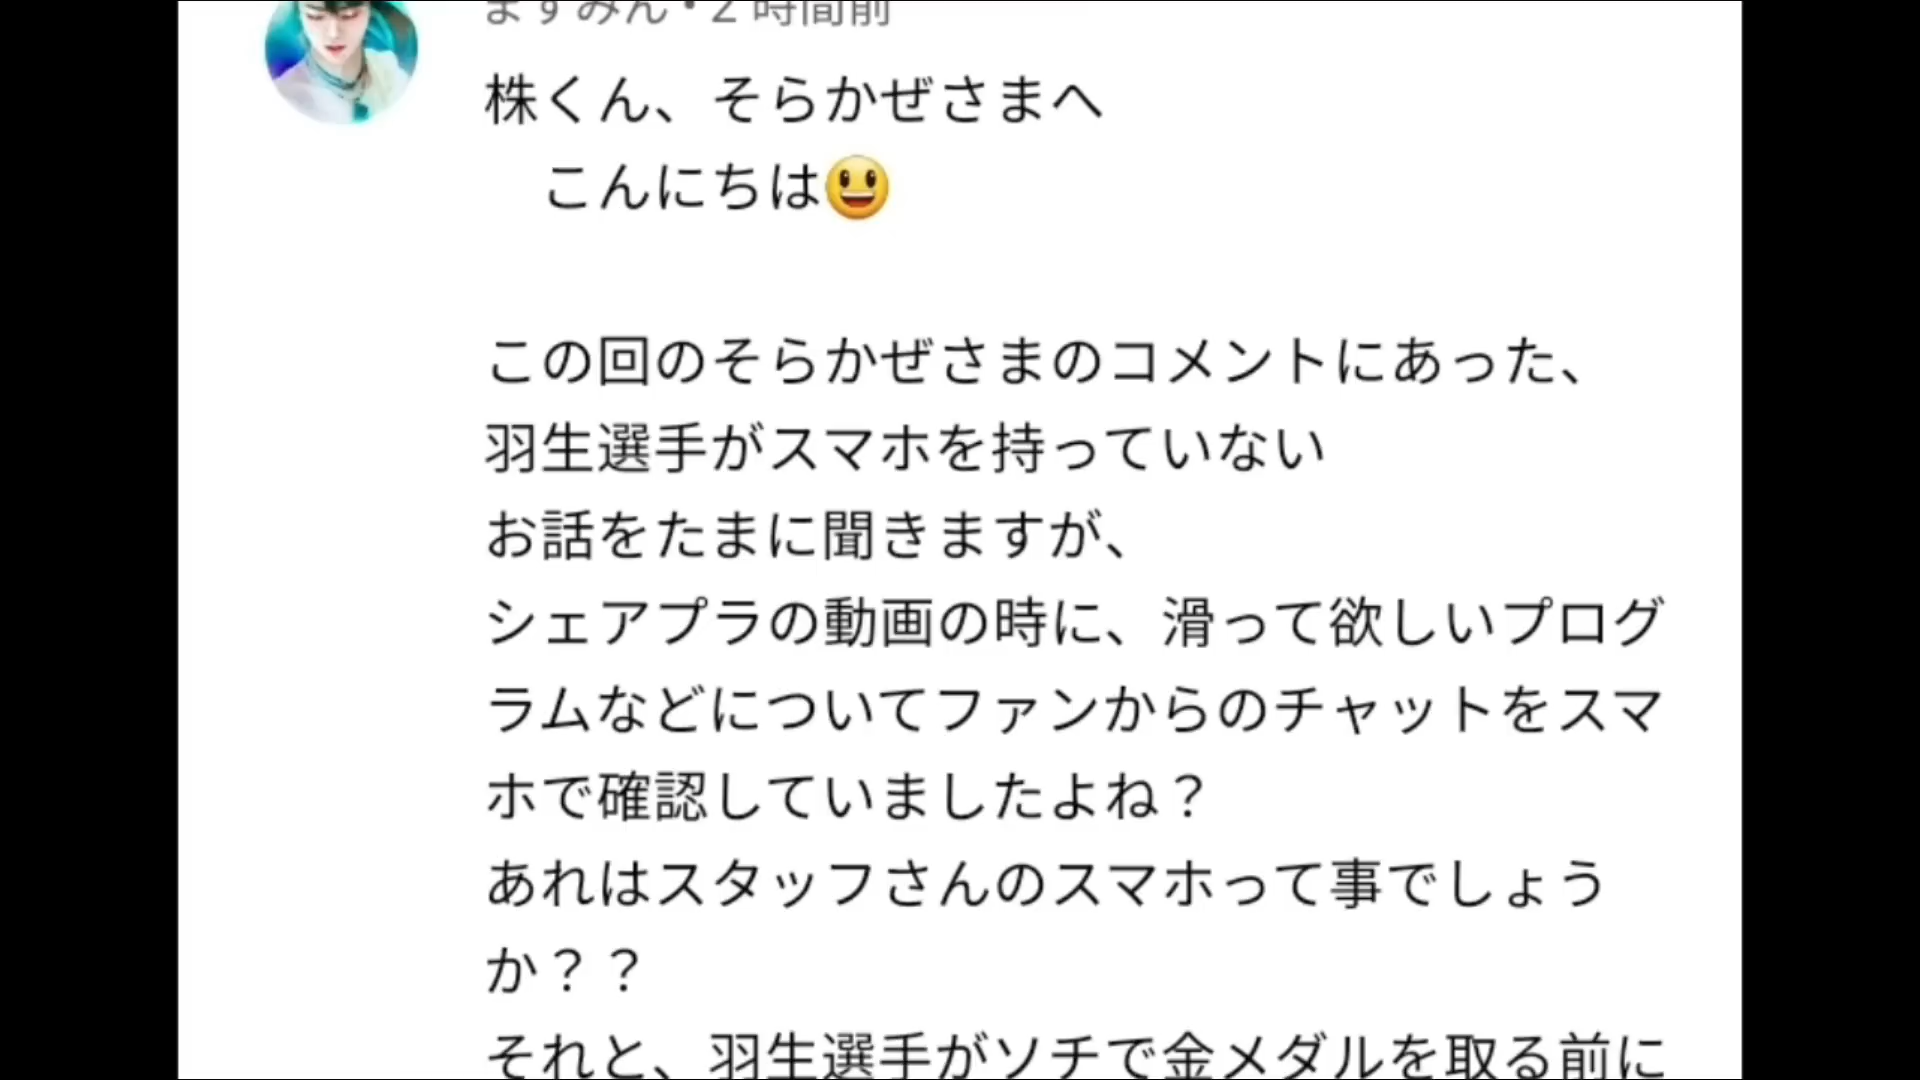 ますみん • 2 時間前
株くん、そらかぜさまへ
こんにちは😃
この回のそらかぜさまのコメントにあった、
羽生選手がスマホを持っていない
お話をたまに聞きますが、
シェアプラの動画の時に、滑って欲しいプログ
ラムなどについてファンからのチャットをスマ
ホで確認していましたよね？
あれはスタッフさんのスマホって事でしょう
か？？
それと、羽生選手がソチで金メダルを取る前に